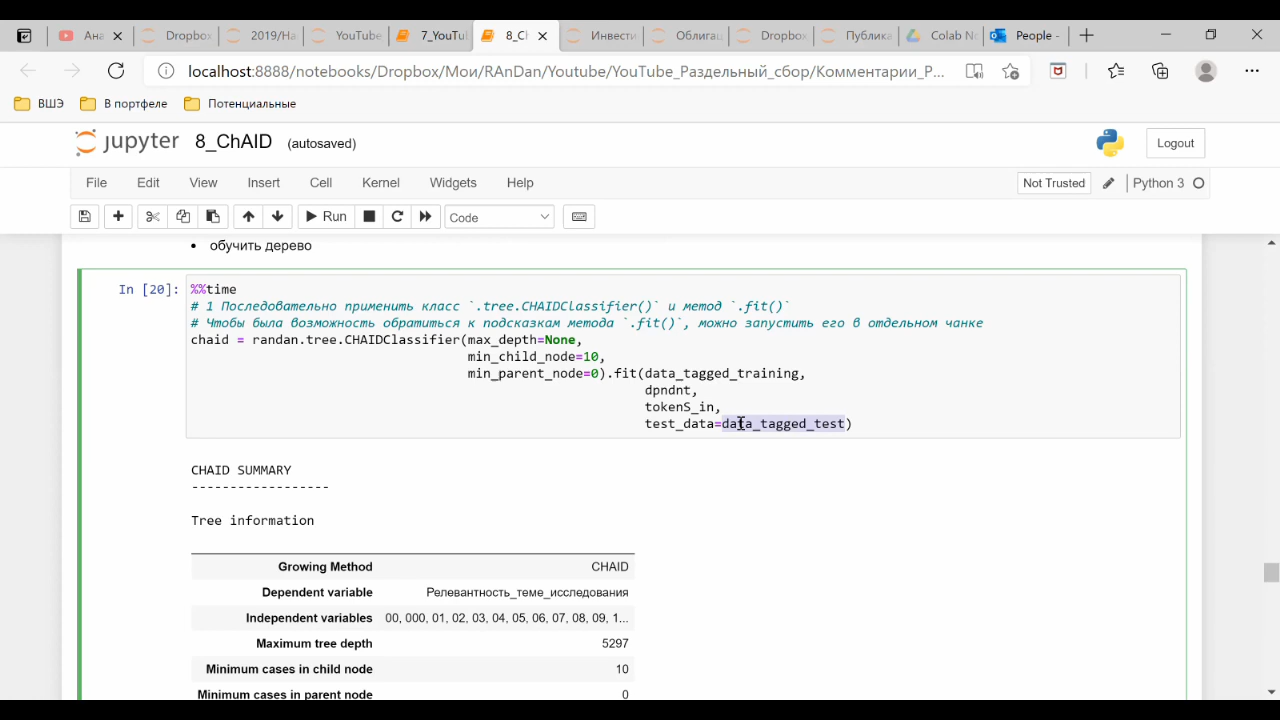 Ана
Dropbo
2019/На
YouTube
7_YouTu
8_Ch
Инвести
Облигац
Dropbo
Публика
Colab N
People -
localhost:8888/notebooks/Dropbox/Мои/RAnDan/Youtube/YouTube_Раздельный_сбор/Комментарии_Р...
ВШЭ
В портфеле
Потенциальные
jupyter 8_ChAID (autosaved)
Logout
File Edit View Insert Cell Kernel Widgets Help
Not Trusted
Python 3
Run
Code
• обучить дерево
In [20]:
%%time
# 1 Последовательно применить класс `.tree.CHAIDClassifier()` и метод `.fit()`
# Чтобы была возможность обратиться к подсказкам метода `.fit()`, можно запустить его в отдельном чанке
chaid = randan.tree.CHAIDClassifier(max_depth=None,
min_child_node=10,
min_parent_node=0).fit(data_tagged_training,
dpndnt,
tokenS_in,
test_data=data_tagged_test)
CHAID SUMMARY
------------------
Tree information
Growing Method CHAID
Dependent variable Релевантность_теме_исследования
Independent variables 00, 000, 01, 02, 03, 04, 05, 06, 07, 08, 09, 1...
Maximum tree depth 5297
Minimum cases in child node 10
Minimum cases in parent node 0